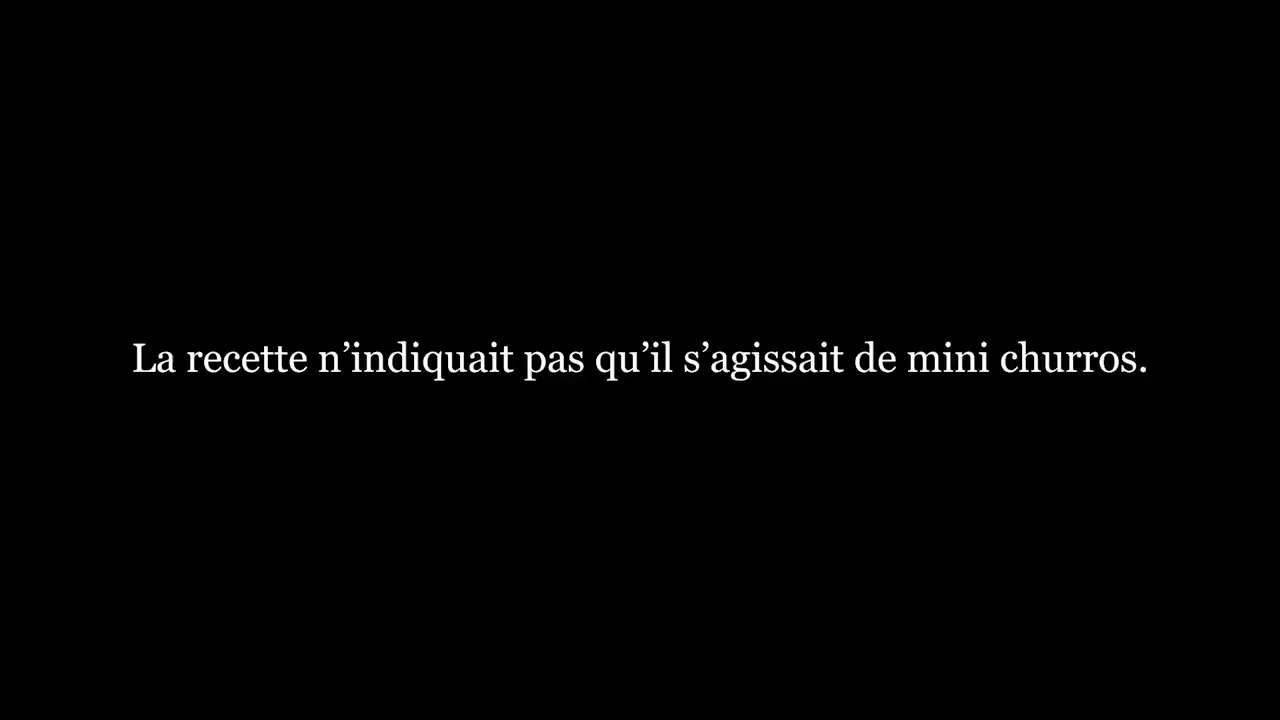 La recette n’indiquait pas qu’il s’agissait de mini churros.